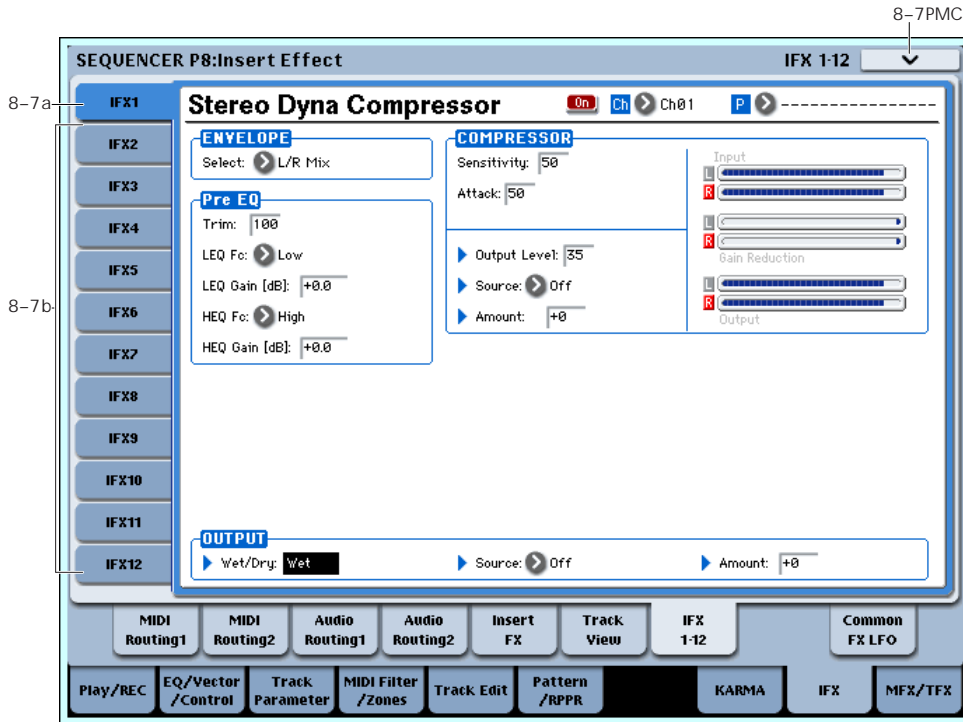 8-7PMC
SEQUENCER P8:Insert Effect IFX 1-12
8-7a
8-7b
IFX1
IFX2
IFX3
IFX4
IFX5
IFX6
IFX7
IFX8
IFX9
IFX10
IFX11
IFX12
Stereo Dyna Compressor On Ch Ch01 P ----------------
ENVELOPE
Select: L/R Mix
Pre EQ
Trim: 100
LEQ Fc: Low
LEQ Gain [dB]: +0.0
HEQ Fc: High
HEQ Gain [dB]: +0.0
COMPRESSOR
Sensitivity: 50
Attack: 50
Output Level: 35
Source: Off
Amount: +0
Input
L
R
L
R
Gain Reduction
L
R
Output
OUTPUT
Wet/Dry: Wet Source: Off Amount: +0
MIDI
Routing1
MIDI
Routing2
Audio
Routing1
Audio
Routing2
Insert
FX
Track
View
IFX
1-12
Common
FX LFO
Play/REC
EQ/Vector
/Control
Track
Parameter
MIDI Filter
/Zones
Track Edit
Pattern
/RPPR
KARMA
IFX
MFX/TFX